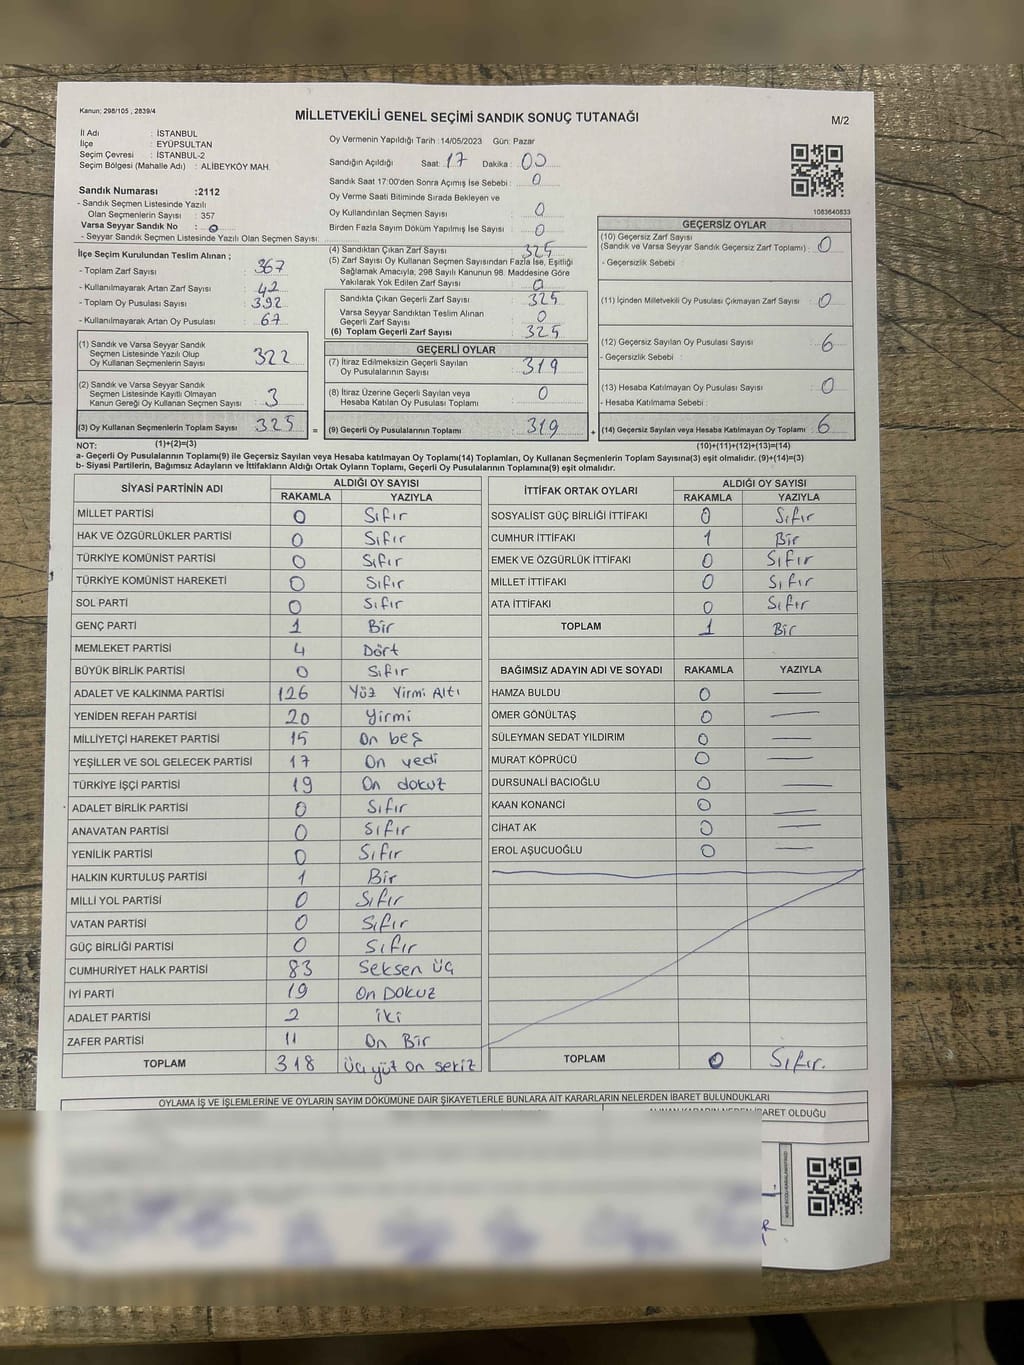 Kanun: 298/105 , 2839/4
MİLLETVEKİLİ GENEL SEÇİMİ SANDIK SONUÇ TUTANAĞI
M/2
İl Adı : İSTANBUL
İlçe : EYÜPSULTAN
Seçim Çevresi : İSTANBUL-2
Seçim Bölgesi (Mahalle Adı) : ALİBEYKÖY MAH.
Sandık Numarası :2112
- Sandık Seçmen Listesinde Yazılı
Olan Seçmenlerin Sayısı : 357
Varsa Seyyar Sandık No : 0
- Seyyar Sandık Seçmen Listesinde Yazılı Olan Seçmen Sayısı:
Oy Vermenin Yapıldığı Tarih :14/05/2023 Gün: Pazar
Sandığın Açıldığı Saat: 17 Dakika : 00
Sandık Saat 17:00'den Sonra Açımış İse Sebebi : 0
Oy Verme Saati Bitiminde Sırada Bekleyen ve
Oy Kullandırılan Seçmen Sayısı : 0
Birden Fazla Sayım Döküm Yapılmış İse Sayısı : 0
1083640833
İlçe Seçim Kurulundan Teslim Alınan ;
- Toplam Zarf Sayısı : 367
- Kullanılmayarak Artan Zarf Sayısı : 42
- Toplam Oy Pusulası Sayısı : 392
- Kullanılmayarak Artan Oy Pusulası : 67
(1) Sandık ve Varsa Seyyar Sandık
Seçmen Listesinde Yazılı Olup
Oy Kullanan Seçmenlerin Sayısı : 322
(2) Sandık ve Varsa Seyyar Sandık
Seçmen Listesinde Kayıtlı Olmayan
Kanun Gereği Oy Kullanan Seçmen Sayısı : 3
(3) Oy Kullanan Seçmenlerin Toplam Sayısı : 325
(4) Sandıktan Çıkan Zarf Sayısı : 325
(5) Zarf Sayısı Oy Kullanan Seçmen Sayısından Fazla İse, Eşitliği
Sağlamak Amacıyla, 298 Sayılı Kanunun 98. Maddesine Göre
Yakılarak Yok Edilen Zarf Sayısı : 0
Sandıkta Çıkan Geçerli Zarf Sayısı : 325
Varsa Seyyar Sandıktan Teslim Alınan
Geçerli Zarf Sayısı : 0
(6) Toplam Geçerli Zarf Sayısı : 325
GEÇERLİ OYLAR
(7) İtiraz Edilmeksizin Geçerli Sayılan
Oy Pusulalarının Sayısı : 319
(8) İtiraz Üzerine Geçerli Sayılan veya
Hesaba Katılan Oy Pusulası Toplamı : 0
= (9) Geçerli Oy Pusulalarının Toplamı : 319 +
GEÇERSİZ OYLAR
(10) Geçersiz Zarf Sayısı
(Sandık ve Varsa Seyyar Sandık Geçersiz Zarf Toplamı) : 0
- Geçersizlik Sebebi :
(11) İçinden Milletvekili Oy Pusulası Çıkmayan Zarf Sayısı : 0
(12) Geçersiz Sayılan Oy Pusulası Sayısı : 6
- Geçersizlik Sebebi :
(13) Hesaba Katılmayan Oy Pusulası Sayısı : 0
- Hesaba Katılmama Sebebi :
(14) Geçersiz Sayılan veya Hesaba Katılmayan Oy Toplamı : 6
NOT: (1)+(2)=(3) (10)+(11)+(12)+(13)=(14)
a- Geçerli Oy Pusulalarının Toplamı(9) ile Geçersiz Sayılan veya Hesaba katılmayan Oy Toplamı(14) Toplamları, Oy Kullanan Seçmenlerin Toplam Sayısına(3) eşit olmalıdır. (9)+(14)=(3)
b- Siyasi Partilerin, Bağımsız Adayların ve İttifakların Aldığı Ortak Oyların Toplamı, Geçerli Oy Pusulalarının Toplamına(9) eşit olmalıdır.
SİYASİ PARTİNİN ADI ALDIĞI OY SAYISI
RAKAMLA YAZIYLA
MİLLET PARTİSİ 0 Sıfır
HAK VE ÖZGÜRLÜKLER PARTİSİ 0 Sıfır
TÜRKİYE KOMÜNİST PARTİSİ 0 Sıfır
TÜRKİYE KOMÜNİST HAREKETİ 0 Sıfır
SOL PARTİ 0 Sıfır
GENÇ PARTİ 1 Bir
MEMLEKET PARTİSİ 4 Dört
BÜYÜK BİRLİK PARTİSİ 0 Sıfır
ADALET VE KALKINMA PARTİSİ 126 Yüz Yirmi Altı
YENİDEN REFAH PARTİSİ 20 Yirmi
MİLLİYETÇİ HAREKET PARTİSİ 15 On beş
YEŞİLLER VE SOL GELECEK PARTİSİ 17 On yedi
TÜRKİYE İŞÇİ PARTİSİ 19 On dokuz
ADALET BİRLİK PARTİSİ 0 Sıfır
ANAVATAN PARTİSİ 0 Sıfır
YENİLİK PARTİSİ 0 Sıfır
HALKIN KURTULUŞ PARTİSİ 1 Bir
MİLLİ YOL PARTİSİ 0 Sıfır
VATAN PARTİSİ 0 Sıfır
GÜÇ BİRLİĞİ PARTİSİ 0 Sıfır
CUMHURİYET HALK PARTİSİ 83 Seksen Üç
İYİ PARTİ 19 On Dokuz
ADALET PARTİSİ 2 iki
ZAFER PARTİSİ 11 On Bir
TOPLAM 318 Üçyüz on sekiz
İTTİFAK ORTAK OYLARI ALDIĞI OY SAYISI
RAKAMLA YAZIYLA
SOSYALİST GÜÇ BİRLİĞİ İTTİFAKI 0 Sıfır
CUMHUR İTTİFAKI 1 Bir
EMEK VE ÖZGÜRLÜK İTTİFAKI 0 Sıfır
MİLLET İTTİFAKI 0 Sıfır
ATA İTTİFAKI 0 Sıfır
TOPLAM 1 Bir
BAĞIMSIZ ADAYIN ADI VE SOYADI RAKAMLA YAZIYLA
HAMZA BULDU 0
ÖMER GÖNÜLTAŞ 0
SÜLEYMAN SEDAT YILDIRIM 0
MURAT KÖPRÜCÜ 0
DURSUNALİ BACIOĞLU 0
KAAN KONANCİ 0
CİHAT AK 0
EROL AŞUCUOĞLU 0
TOPLAM 0 Sıfır.
OYLAMA İŞ VE İŞLEMLERİNE VE OYLARIN SAYIM DÖKÜMÜNE DAİR ŞİKAYETLERLE BUNLARA AİT KARARLARIN NELERDEN İBARET BULUNDUKLARI
ALINAN KARARIN NEDEN İBARET OLDUĞU